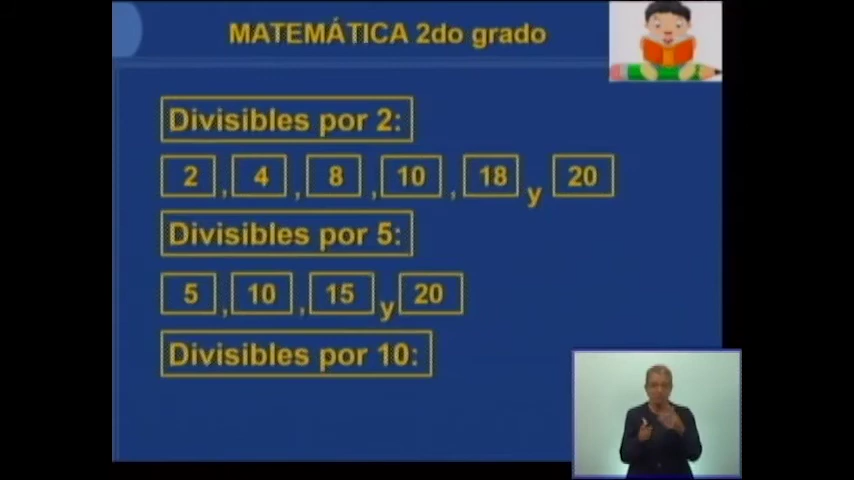 MATEMÁTICA 2do grado
Divisibles por 2:
2 , 4 , 8 , 10 , 18 y 20
Divisibles por 5:
5 , 10 , 15 y 20
Divisibles por 10: